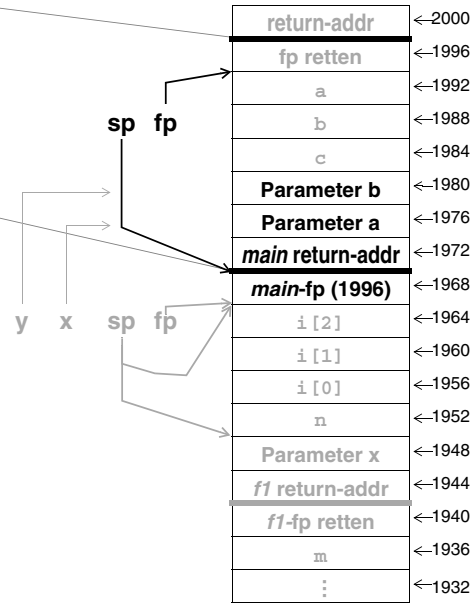 return-addr ←2000
fp retten ←1996
a ←1992
b ←1988
sp fp
c ←1984
Parameter b ←1980
Parameter a ←1976
main return-addr ←1972
main-fp (1996) ←1968
y x sp fp
i[2] ←1964
i[1] ←1960
i[0] ←1956
n ←1952
Parameter x ←1948
f1 return-addr ←1944
f1-fp retten ←1940
m ←1936
⋮ ←1932